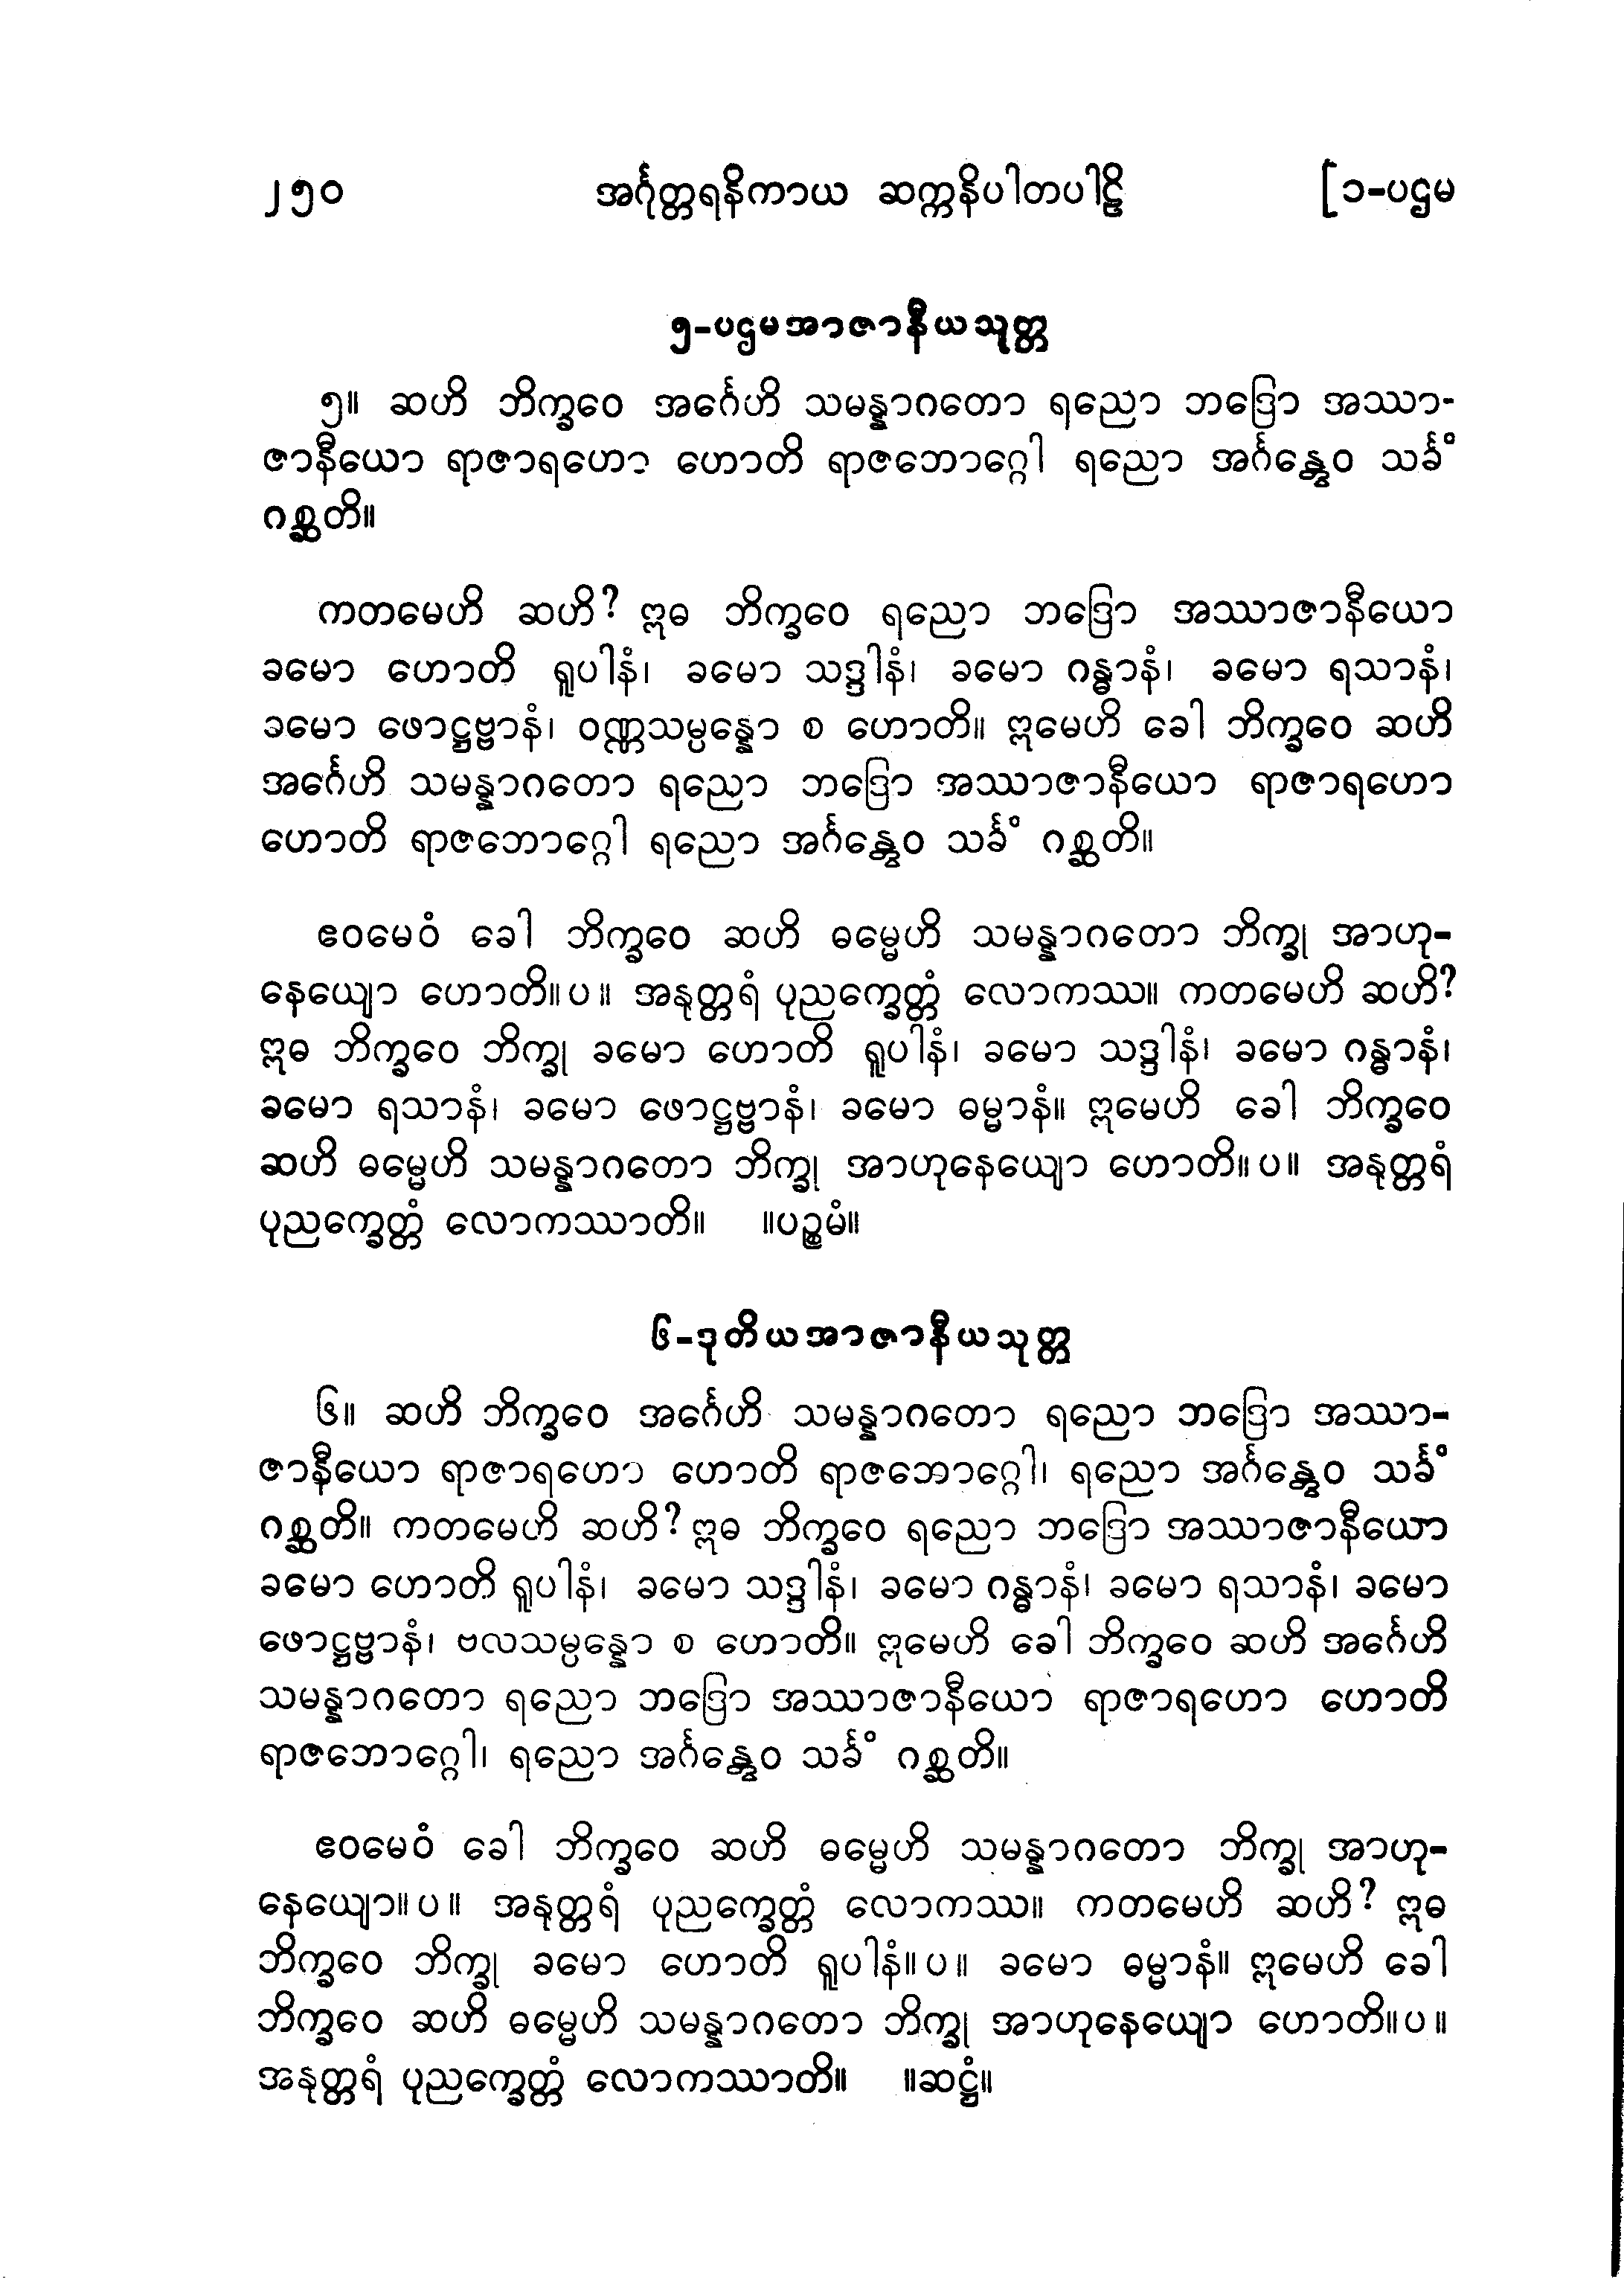 ၂၅၀ အင်္ဂုတ္တရနိကာယ ဆက္ကနိပါတပါဠိ [၁-ပဌမ
၅-ပဌမအာဇာနီယသုတ္တ
၅။ ဆဟိ ဘိက္ခဝေ အင်္ဂေဟိ သမန္နာဂတော ရညော ဘဒြော အဿာ-
ဇာနီယော ရာဇာရဟော ဟောတိ ရာဇဘောဂ္ဂေါ ရညော အင်္ဂန္တွေဝ သင်္ခံ
ဂစ္ဆတိ။
ကတမေဟိ ဆဟိ? ဣဓ ဘိက္ခဝေ ရညော ဘဒြော အဿာဇာနီယော
ခမော ဟောတိ ရူပါနံ၊ ခမော သဒ္ဒါနံ၊ ခမော ဂန္ဓာနံ၊ ခမော ရသာနံ၊
ခမော ဖောဋ္ဌဗ္ဗာနံ၊ ဝဏ္ဏသမ္ပန္နော စ ဟောတိ။ ဣမေဟိ ခေါ ဘိက္ခဝေ ဆဟိ
အင်္ဂေဟိ သမန္နာဂတော ရညော ဘဒြော အဿာဇာနီယော ရာဇာရဟော
ဟောတိ ရာဇဘောဂ္ဂေါ ရညော အင်္ဂန္တွေဝ သင်္ခံ ဂစ္ဆတိ။
ဧဝမေဝံ ခေါ ဘိက္ခဝေ ဆဟိ ဓမ္မေဟိ သမန္နာဂတော ဘိက္ခု အာဟု-
နေယျော ဟောတိ။ပ။ အနုတ္တရံ ပုညက္ခေတ္တံ လောကဿ။ ကတမေဟိ ဆဟိ?
ဣဓ ဘိက္ခဝေ ဘိက္ခု ခမော ဟောတိ ရူပါနံ၊ ခမော သဒ္ဒါနံ၊ ခမော ဂန္ဓာနံ၊
ခမော ရသာနံ၊ ခမော ဖောဋ္ဌဗ္ဗာနံ၊ ခမော ဓမ္မာနံ။ ဣမေဟိ ခေါ ဘိက္ခဝေ
ဆဟိ ဓမ္မေဟိ သမန္နာဂတော ဘိက္ခု အာဟုနေယျော ဟောတိ။ပ။ အနုတ္တရံ
ပုညက္ခေတ္တံ လောကဿာတိ။ ။ပဉ္စမံ။
၆-ဒုတိယအာဇာနီယသုတ္တ
၆။ ဆဟိ ဘိက္ခဝေ အင်္ဂေဟိ သမန္နာဂတော ရညော ဘဒြော အဿာ-
ဇာနီယော ရာဇာရဟော ဟောတိ ရာဇဘောဂ္ဂေါ၊ ရညော အင်္ဂန္တွေဝ သင်္ခံ
ဂစ္ဆတိ။ ကတမေဟိ ဆဟိ? ဣဓ ဘိက္ခဝေ ရညော ဘဒြော အဿာဇာနီယော
ခမော ဟောတိ ရူပါနံ၊ ခမော သဒ္ဒါနံ၊ ခမော ဂန္ဓာနံ၊ ခမော ရသာနံ၊ ခမော
ဖောဋ္ဌဗ္ဗာနံ၊ ဗလသမ္ပန္နော စ ဟောတိ။ ဣမေဟိ ခေါ ဘိက္ခဝေ ဆဟိ အင်္ဂေဟိ
သမန္နာဂတော ရညော ဘဒြော အဿာဇာနီယော ရာဇာရဟော ဟောတိ
ရာဇဘောဂ္ဂေါ၊ ရညော အင်္ဂန္တွေဝ သင်္ခံ ဂစ္ဆတိ။
ဧဝမေဝံ ခေါ ဘိက္ခဝေ ဆဟိ ဓမ္မေဟိ သမန္နာဂတော ဘိက္ခု အာဟု-
နေယျော။ပ။ အနုတ္တရံ ပုညက္ခေတ္တံ လောကဿ။ ကတမေဟိ ဆဟိ? ဣဓ
ဘိက္ခဝေ ဘိက္ခု ခမော ဟောတိ ရူပါနံ။ပ။ ခမော ဓမ္မာနံ။ ဣမေဟိ ခေါ
ဘိက္ခဝေ ဆဟိ ဓမ္မေဟိ သမန္နာဂတော ဘိက္ခု အာဟုနေယျော ဟောတိ။ပ။
အနုတ္တရံ ပုညက္ခေတ္တံ လောကဿာတိ။ ။ဆဋ္ဌံ။